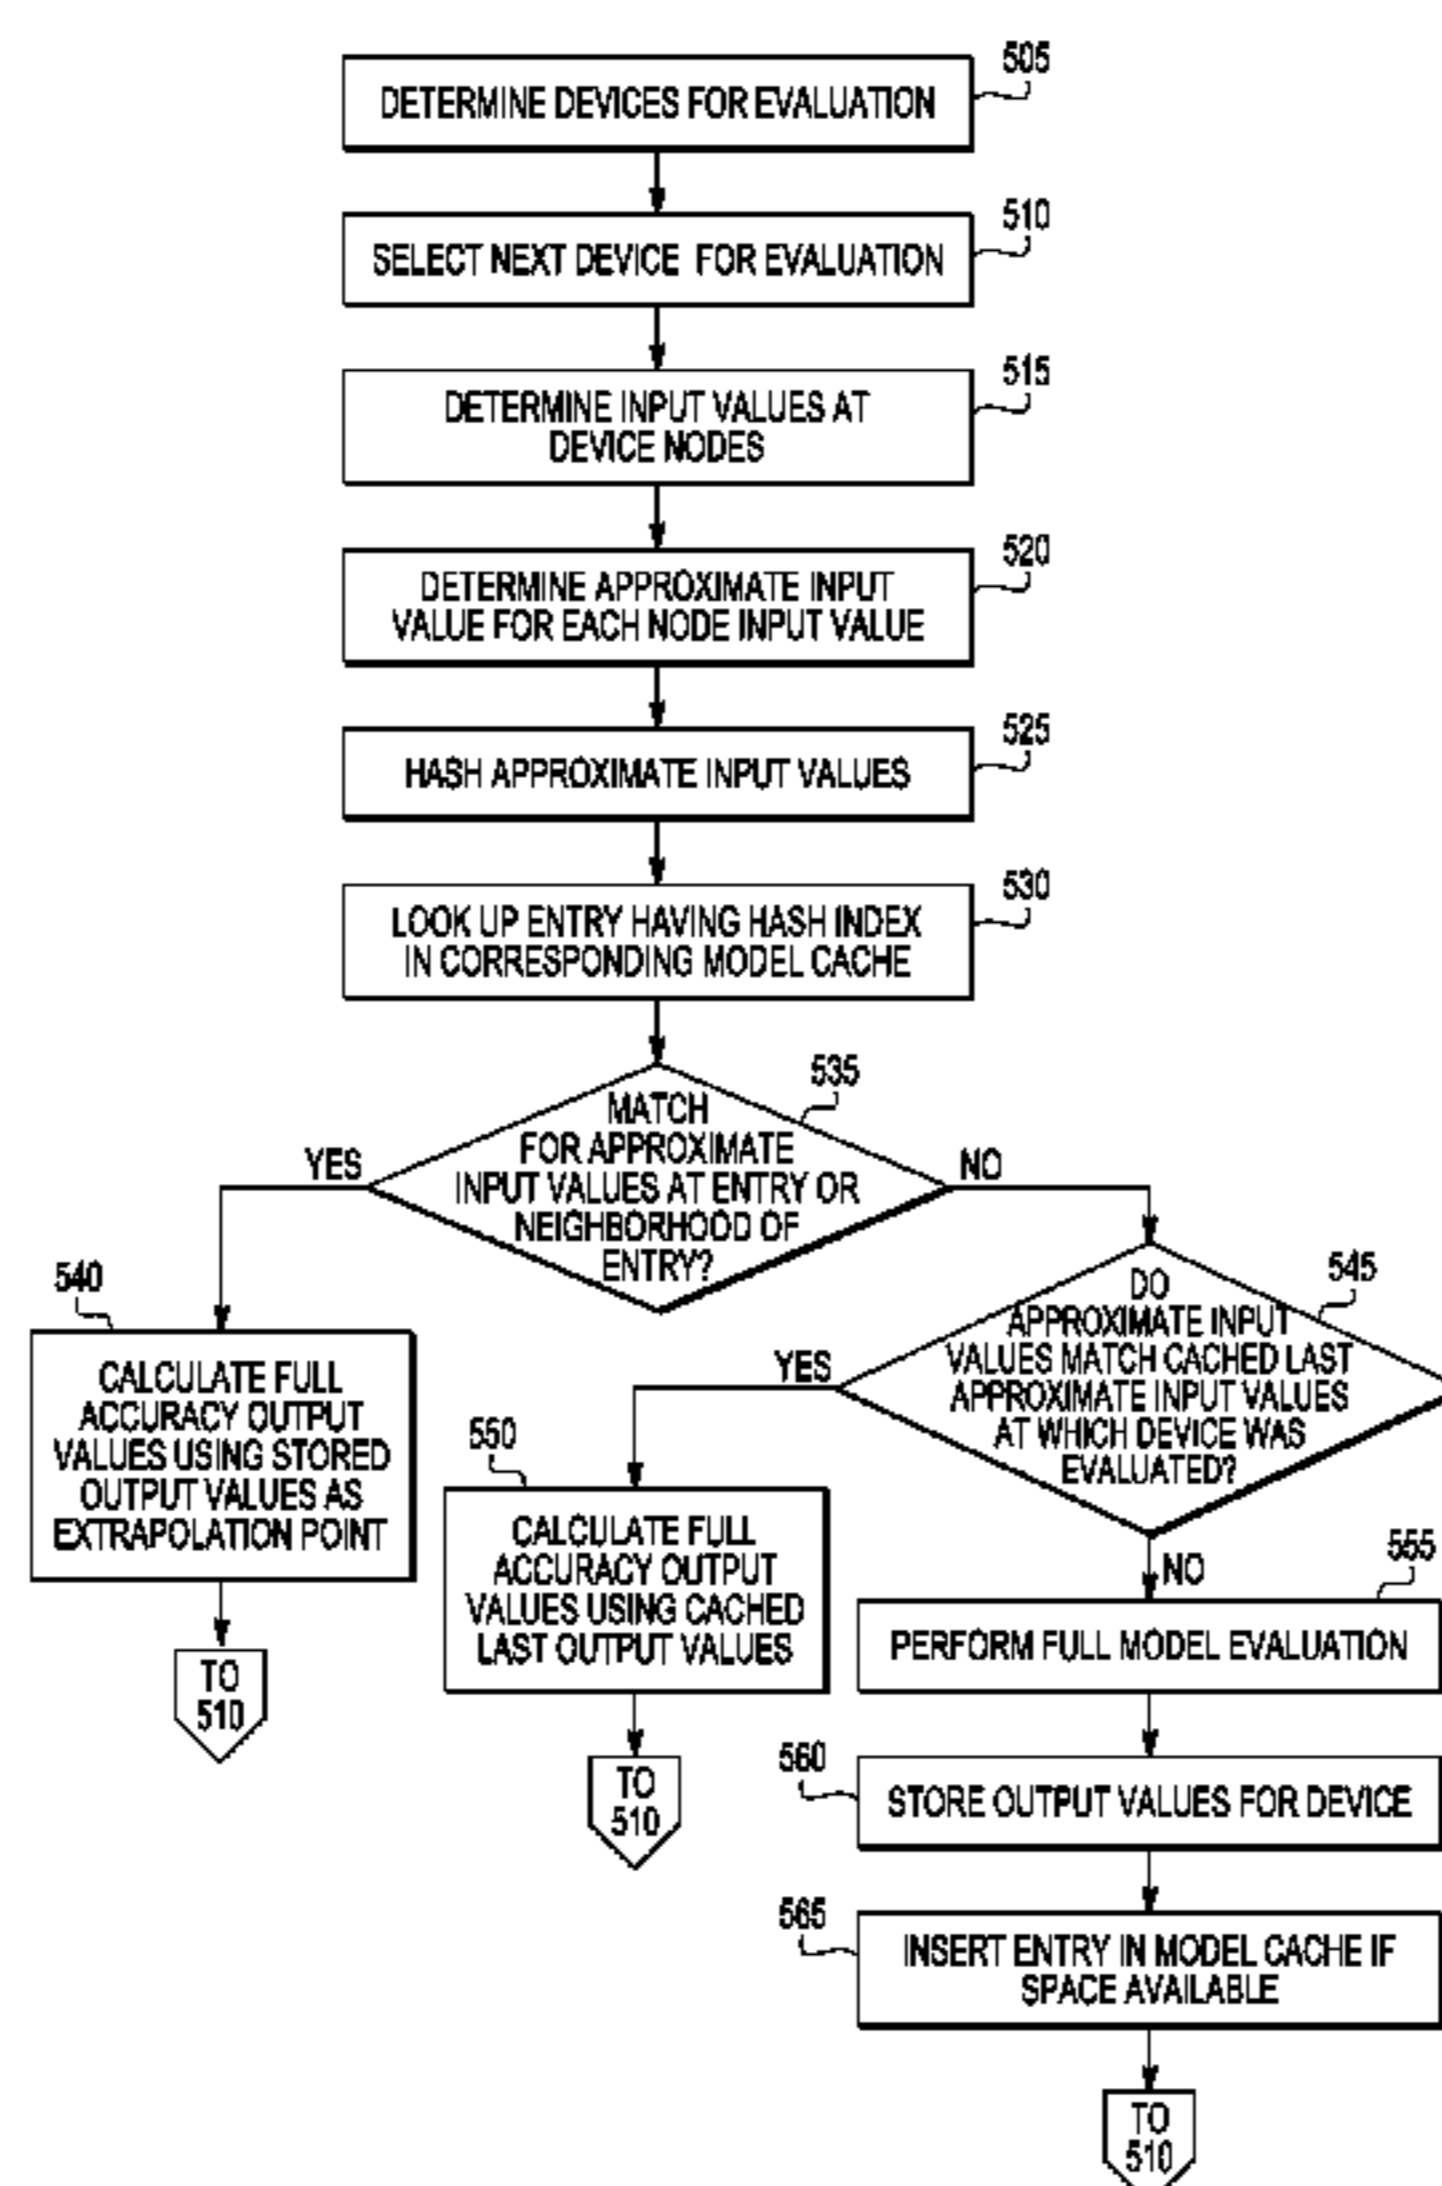 505
DETERMINE DEVICES FOR EVALUATION
510
SELECT NEXT DEVICE FOR EVALUATION
515
DETERMINE INPUT VALUES AT
DEVICE NODES
520
DETERMINE APPROXIMATE INPUT
VALUE FOR EACH NODE INPUT VALUE
525
HASH APPROXIMATE INPUT VALUES
530
LOOK UP ENTRY HAVING HASH INDEX
IN CORRESPONDING MODEL CACHE
535
MATCH
FOR APPROXIMATE
INPUT VALUES AT ENTRY OR
NEIGHBORHOOD OF
ENTRY?
YES
NO
540
CALCULATE FULL
ACCURACY OUTPUT
VALUES USING STORED
OUTPUT VALUES AS
EXTRAPOLATION POINT
TO
510
545
DO
APPROXIMATE INPUT
VALUES MATCH CACHED LAST
APPROXIMATE INPUT VALUES
AT WHICH DEVICE WAS
EVALUATED?
YES
NO
550
CALCULATE FULL
ACCURACY OUTPUT
VALUES USING CACHED
LAST OUTPUT VALUES
TO
510
555
PERFORM FULL MODEL EVALUATION
560
STORE OUTPUT VALUES FOR DEVICE
565
INSERT ENTRY IN MODEL CACHE IF
SPACE AVAILABLE
TO
510